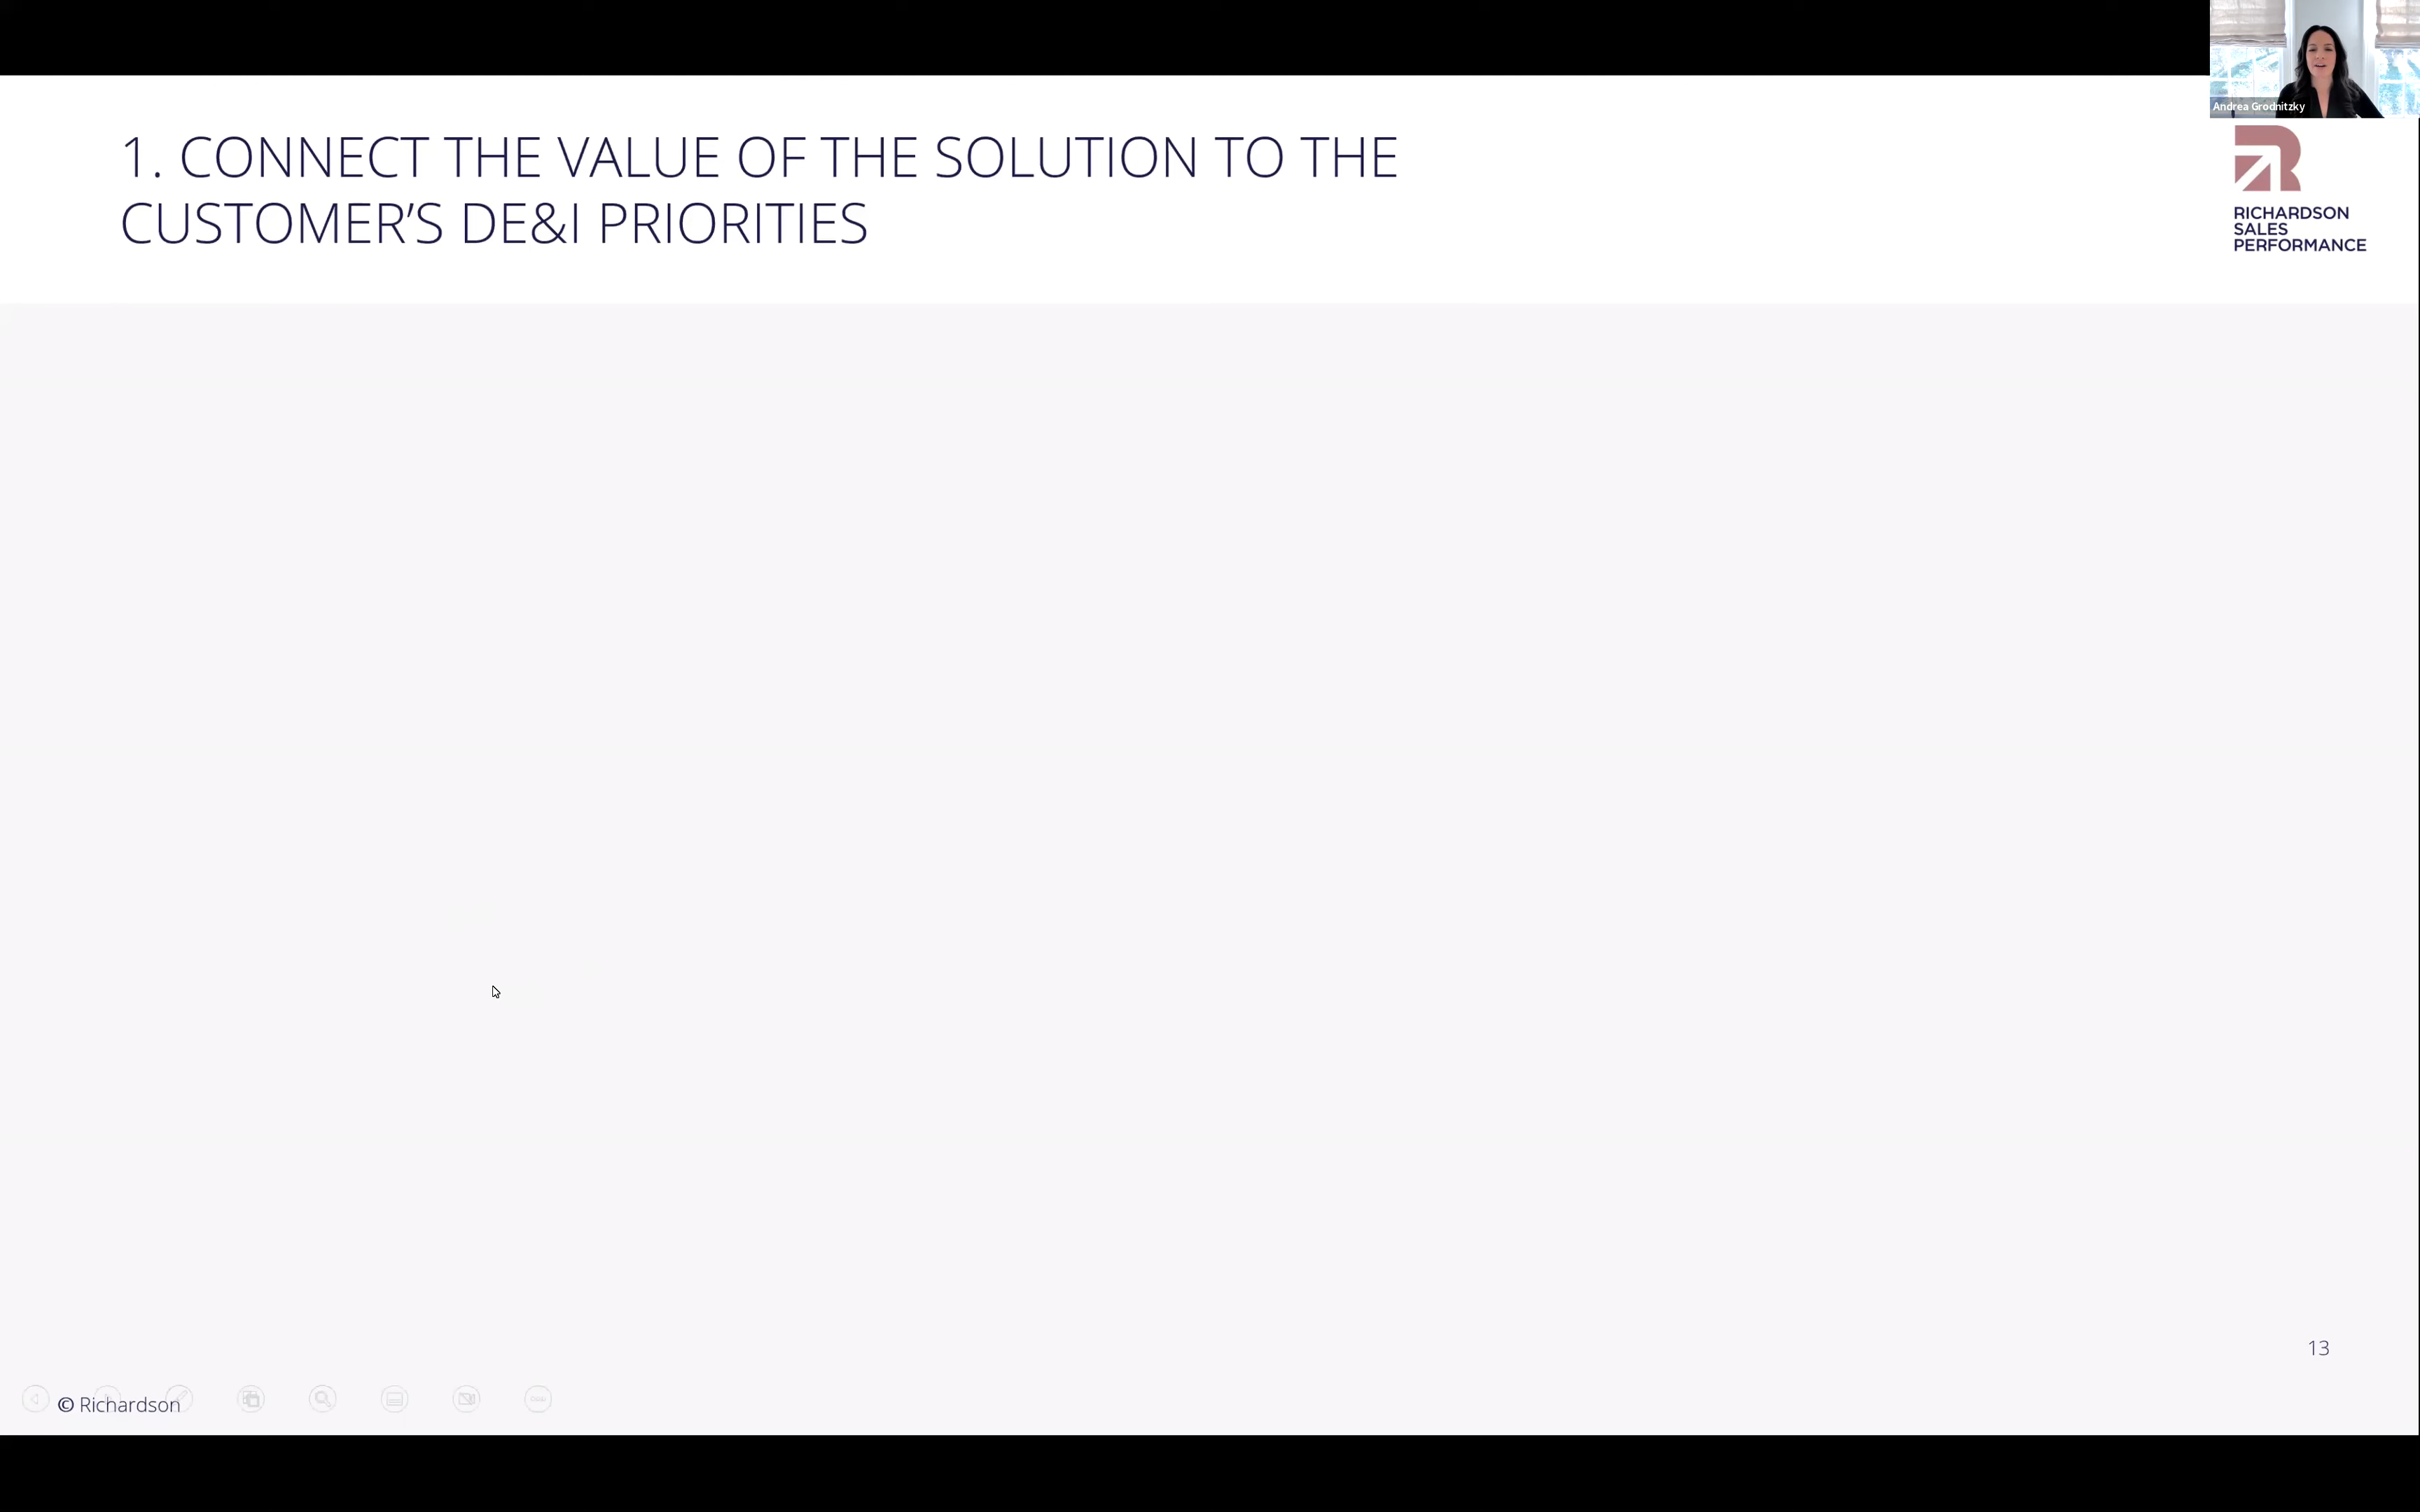 Andrea Grodnitzky
1. CONNECT THE VALUE OF THE SOLUTION TO THE
CUSTOMER'S DE&I PRIORITIES
RICHARDSON
SALES
PERFORMANCE
13
© Richardson